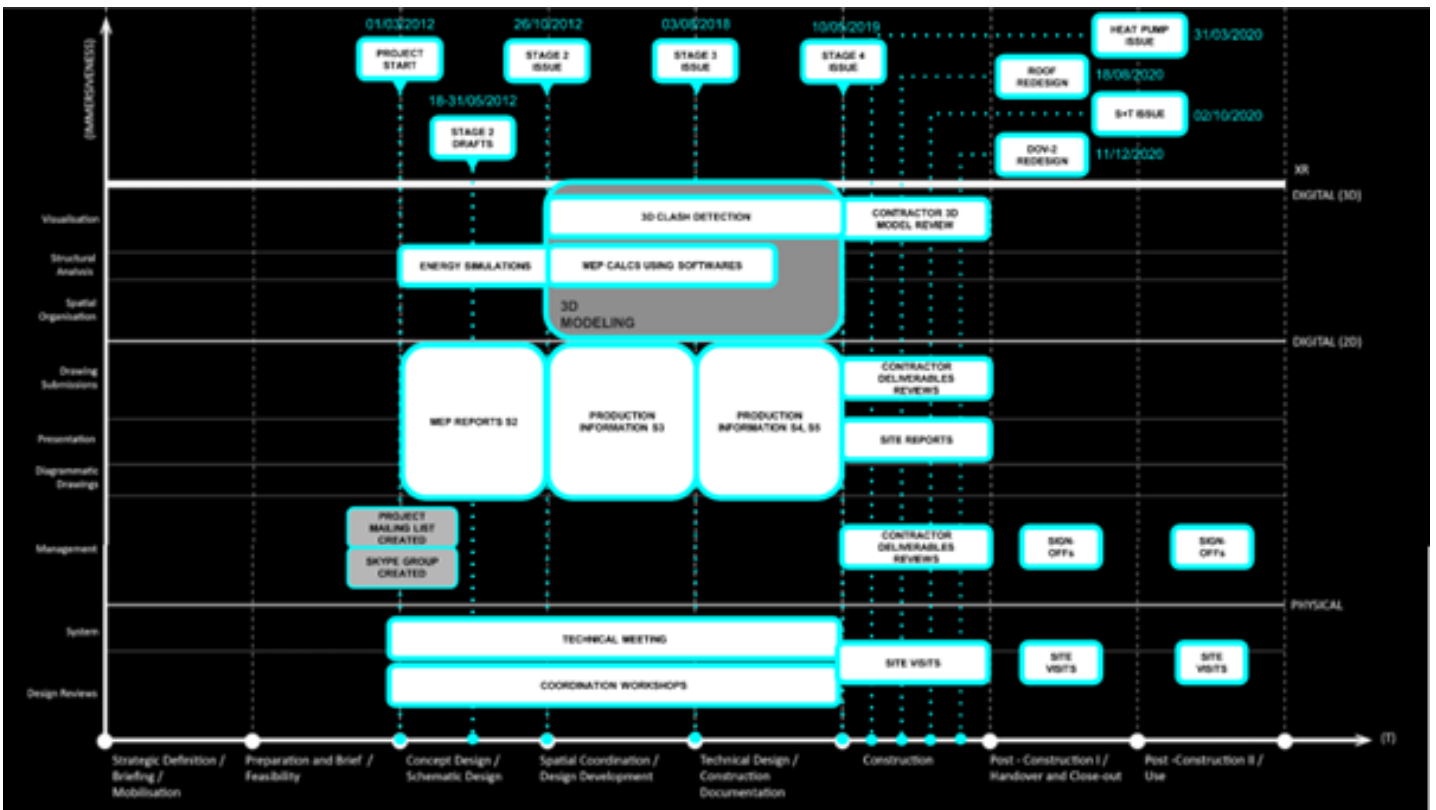 01/03/2012
26/10/2012
03/08/2018
10/05/2019
PROJECT
START
STAGE 2
ISSUE
STAGE 3
ISSUE
STAGE 4
ISSUE
HEAT PUMP
ISSUE
31/03/2020
ROOF
REDESIGN
18/08/2020
18-31/05/2012
STAGE 2
DRAFTS
S+T ISSUE
02/10/2020
DOV-2
REDESIGN
11/12/2020
(IMMERSIVENESS)
XR
DIGITAL (3D)
Visualisation
3D CLASH DETECTION
CONTRACTOR 3D
MODEL REVIEW
Structural
Analysis
ENERGY SIMULATIONS
MEP CALCS USING SOFTWARES
Spatial
Organisation
3D
MODELING
DIGITAL (2D)
Drawing
Submissions
CONTRACTOR
DELIVERABLES
REVIEWS
MEP REPORTS S2
PRODUCTION
INFORMATION S3
PRODUCTION
INFORMATION S4, S5
Presentation
SITE REPORTS
Diagrammatic
Drawings
PROJECT
MAILING LIST
CREATED
Management
SKYPE GROUP
CREATED
CONTRACTOR
DELIVERABLES
REVIEWS
SIGN-
OFFs
SIGN-
OFFs
PHYSICAL
System
TECHNICAL MEETING
SITE VISITS
SITE
VISITS
SITE
VISITS
Design Reviews
COORDINATION WORKSHOPS
(T)
Strategic Definition /
Briefing /
Mobilisation
Preparation and Brief /
Feasibility
Concept Design /
Schematic Design
Spatial Coordination /
Design Development
Technical Design /
Construction
Documentation
Construction
Post - Construction I /
Handover and Close-out
Post -Construction II /
Use